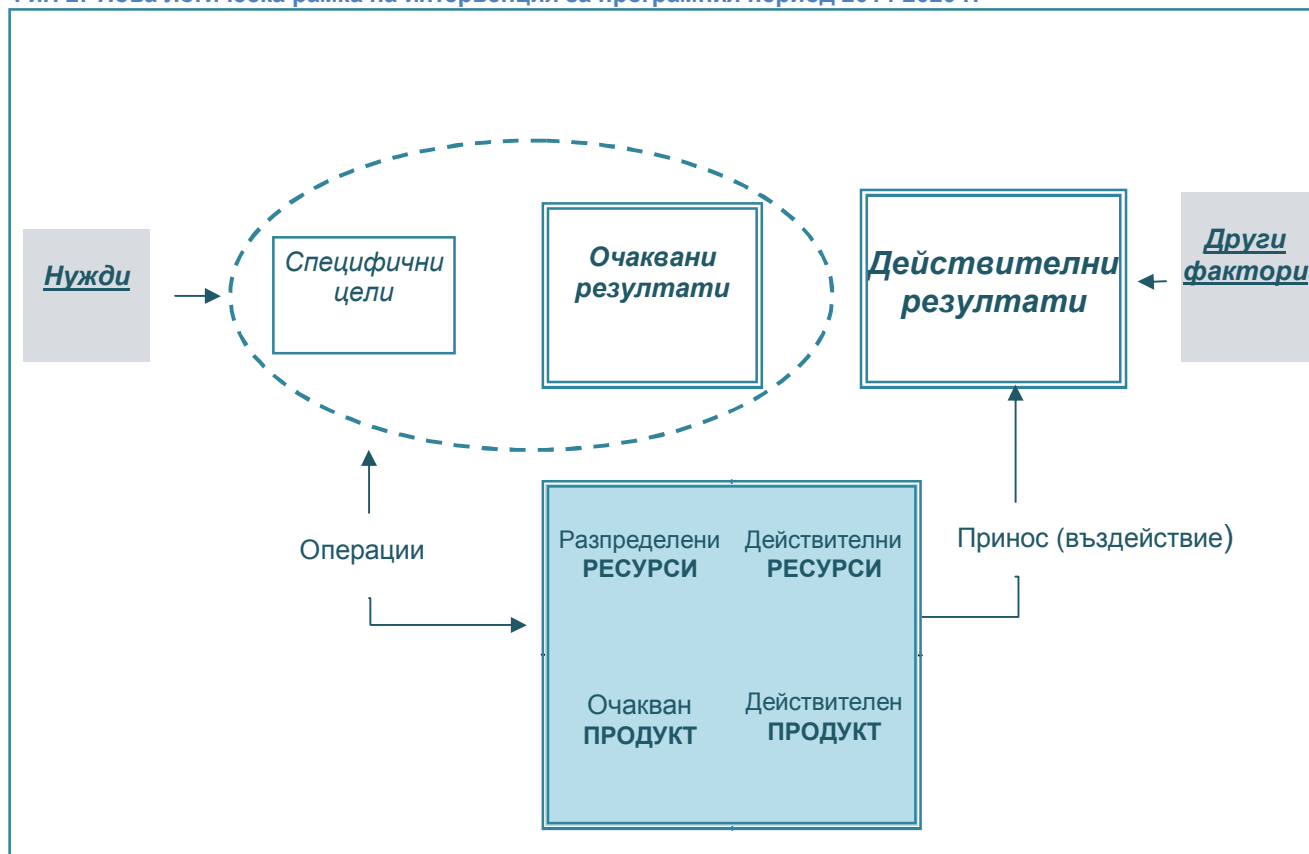 Нужди
Специфични
цели
Очаквани
резултати
Действителни
резултати
Други
фактори
Операции
Разпределени
РЕСУРСИ
Действителни
РЕСУРСИ
Принос (въздействие)
Очакван
ПРОДУКТ
Действителен
ПРОДУКТ